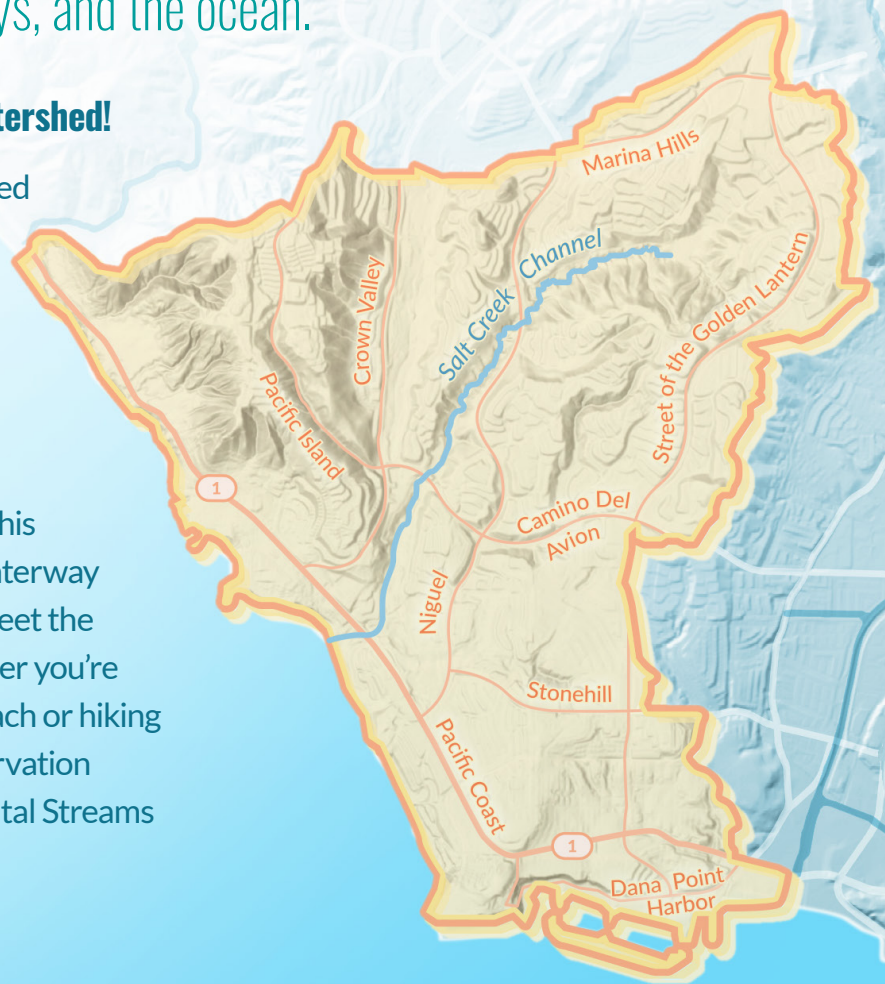 ys, and the ocean.
tershed!
ed
his
terway
eet the
er you're
ach or hiking
rvation
tal Streams
Marina Hills
Salt Creek Channel
Crown Valley
Street of the Golden Lantern
Pacific Island
1
Camino Del
Avion
Niguel
Stonehill
Pacific Coast
1
Dana Point
Harbor